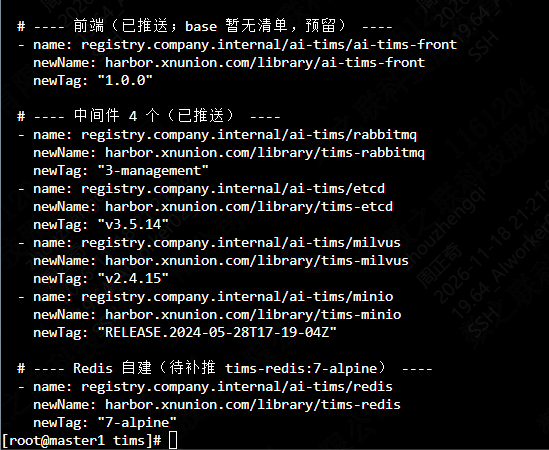 # ---- 前端（已推送；base 暂无清单，预留） ----
- name: registry.company.internal/ai-tims/ai-tims-front
newName: harbor.xnunion.com/library/ai-tims-front
newTag: "1.0.0"
# ---- 中间件 4 个（已推送） ----
- name: registry.company.internal/ai-tims/rabbitmq
newName: harbor.xnunion.com/library/tims-rabbitmq
newTag: "3-management"
- name: registry.company.internal/ai-tims/etcd
newName: harbor.xnunion.com/library/tims-etcd
newTag: "v3.5.14"
- name: registry.company.internal/ai-tims/milvus
newName: harbor.xnunion.com/library/tims-milvus
newTag: "v2.4.15"
- name: registry.company.internal/ai-tims/minio
newName: harbor.xnunion.com/library/tims-minio
newTag: "RELEASE.2024-05-28T17-19-04Z"
# ---- Redis 自建（待补推 tims-redis:7-alpine） ----
- name: registry.company.internal/ai-tims/redis
newName: harbor.xnunion.com/library/tims-redis
newTag: "7-alpine"
[root@master1 tims]#